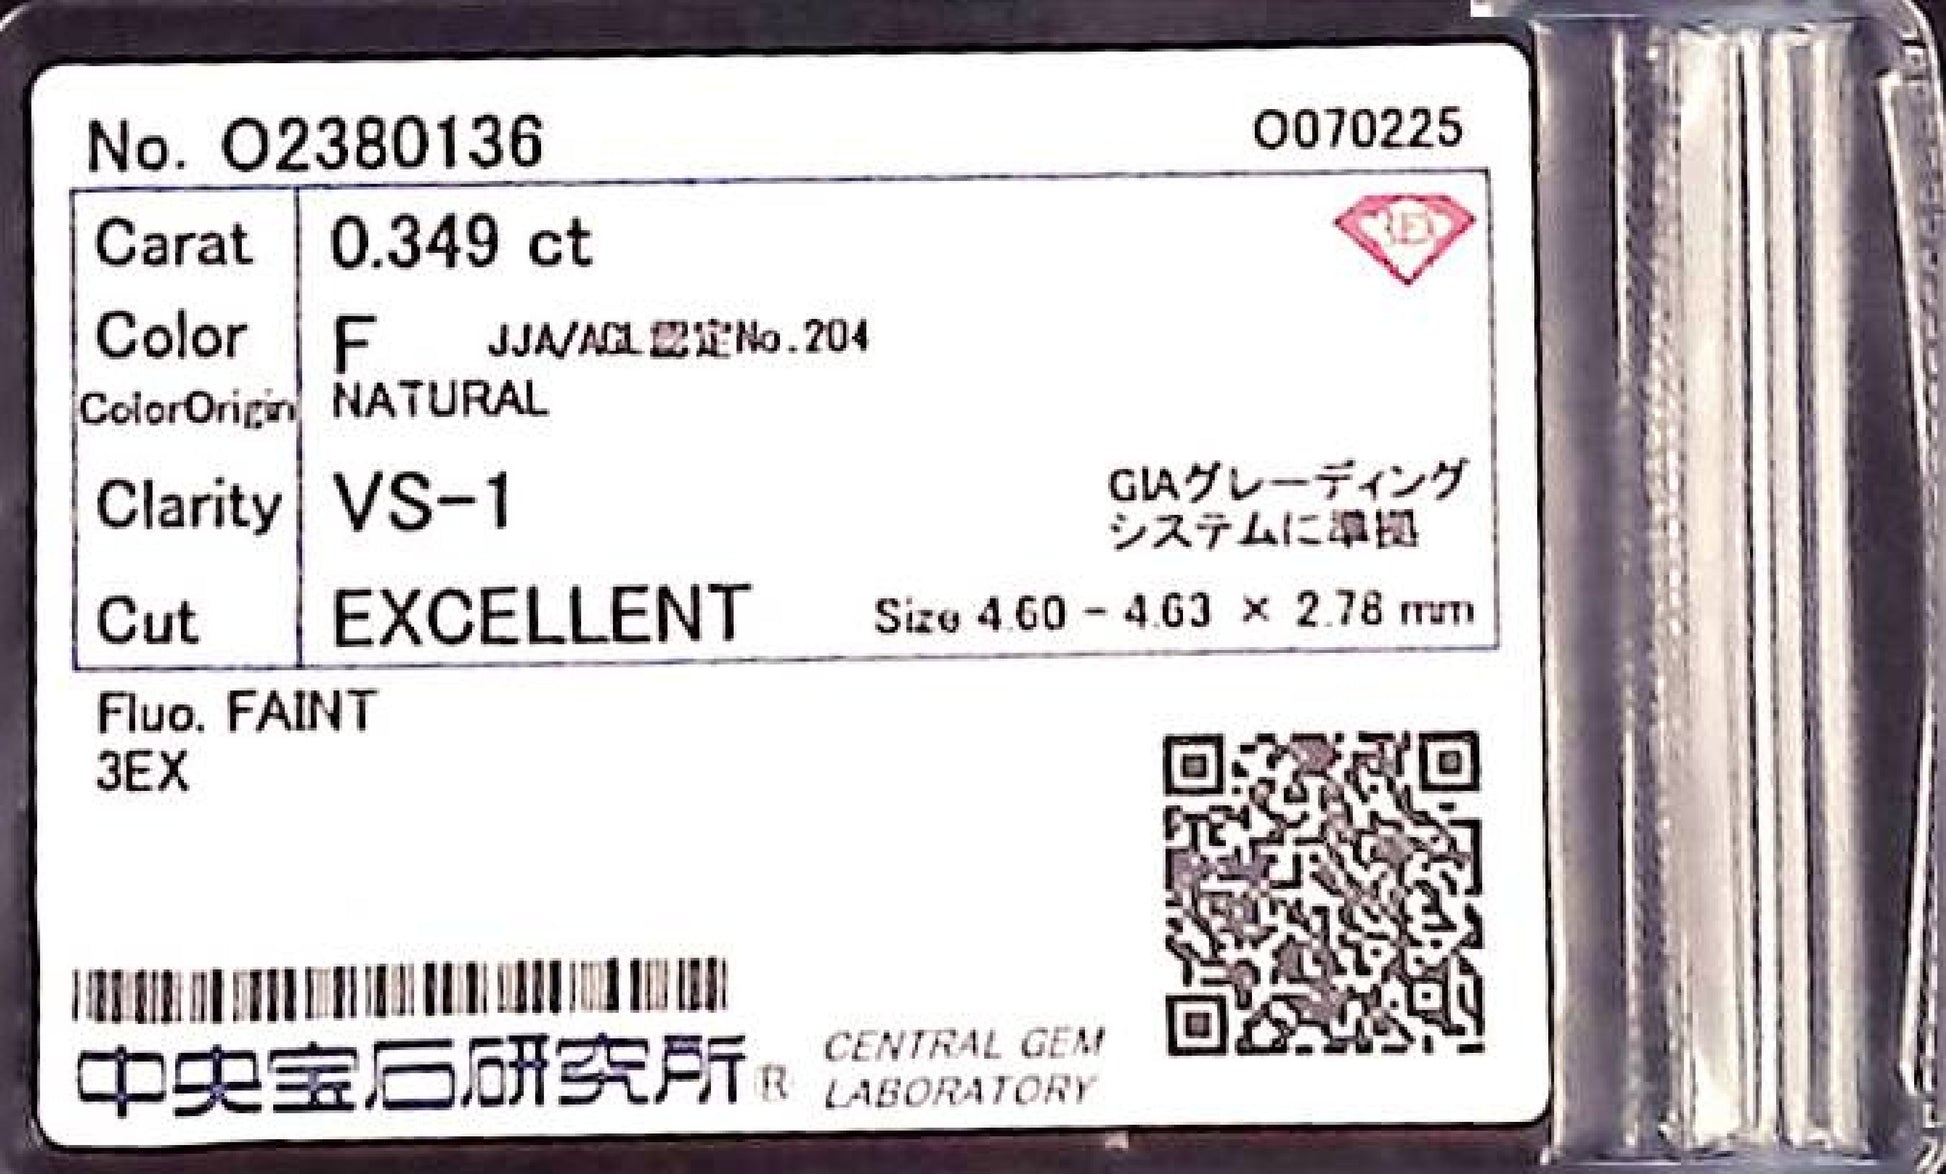 No. O2380136 O070225
Carat 0.349 ct
Color F JJA/AGL 認定No.204
ColorOrigin NATURAL
Clarity VS-1 GIAグレーディング
システムに準拠
Cut EXCELLENT Size 4.60 - 4.63 × 2.78 mm
Fluo. FAINT
3EX
中央宝石研究所® CENTRAL GEM
LABORATORY